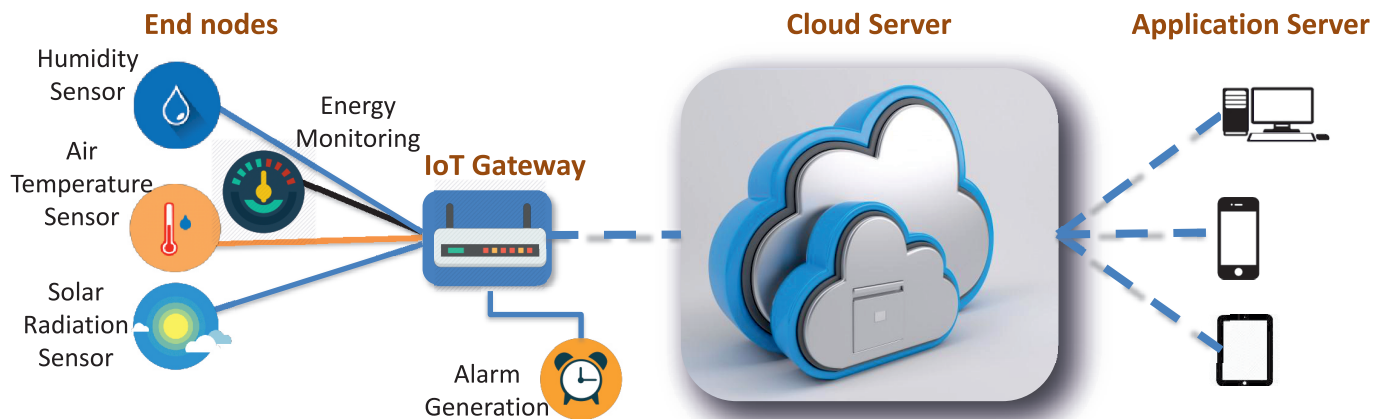 End nodes
Cloud Server
Application Server
Humidity
Sensor
Energy
Monitoring
Air
Temperature
Sensor
IoT Gateway
Solar
Radiation
Sensor
Alarm
Generation